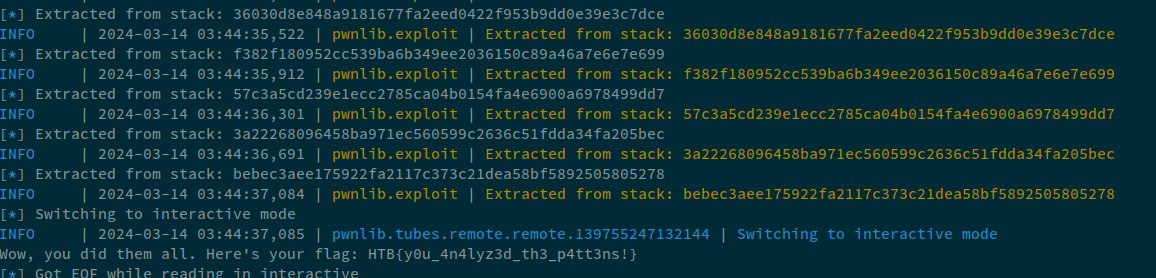 [*] Extracted from stack: 36030d8e848a9181677fa2eed0422f953b9dd0e39e3c7dce
INFO     | 2024-03-14 03:44:35,522 | pwnlib.exploit | Extracted from stack: 36030d8e848a9181677fa2eed0422f953b9dd0e39e3c7dce
[*] Extracted from stack: f382f180952cc539ba6b349ee2036150c89a46a7e6e7e699
INFO     | 2024-03-14 03:44:35,912 | pwnlib.exploit | Extracted from stack: f382f180952cc539ba6b349ee2036150c89a46a7e6e7e699
[*] Extracted from stack: 57c3a5cd239e1ecc2785ca04b0154fa4e6900a6978499dd7
INFO     | 2024-03-14 03:44:36,301 | pwnlib.exploit | Extracted from stack: 57c3a5cd239e1ecc2785ca04b0154fa4e6900a6978499dd7
[*] Extracted from stack: 3a22268096458ba971ec560599c2636c51fdda34fa205bec
INFO     | 2024-03-14 03:44:36,691 | pwnlib.exploit | Extracted from stack: 3a22268096458ba971ec560599c2636c51fdda34fa205bec
[*] Extracted from stack: bebec3aee175922fa2117c373c21dea58bf5892505805278
INFO     | 2024-03-14 03:44:37,084 | pwnlib.exploit | Extracted from stack: bebec3aee175922fa2117c373c21dea58bf5892505805278
[*] Switching to interactive mode
INFO     | 2024-03-14 03:44:37,085 | pwnlib.tubes.remote.remote.139755247132144 | Switching to interactive mode
Wow, you did them all. Here's your flag: HTB{y0u_4n4lyz3d_th3_p4tt3ns!}
[*] Got EOF while reading in interactive